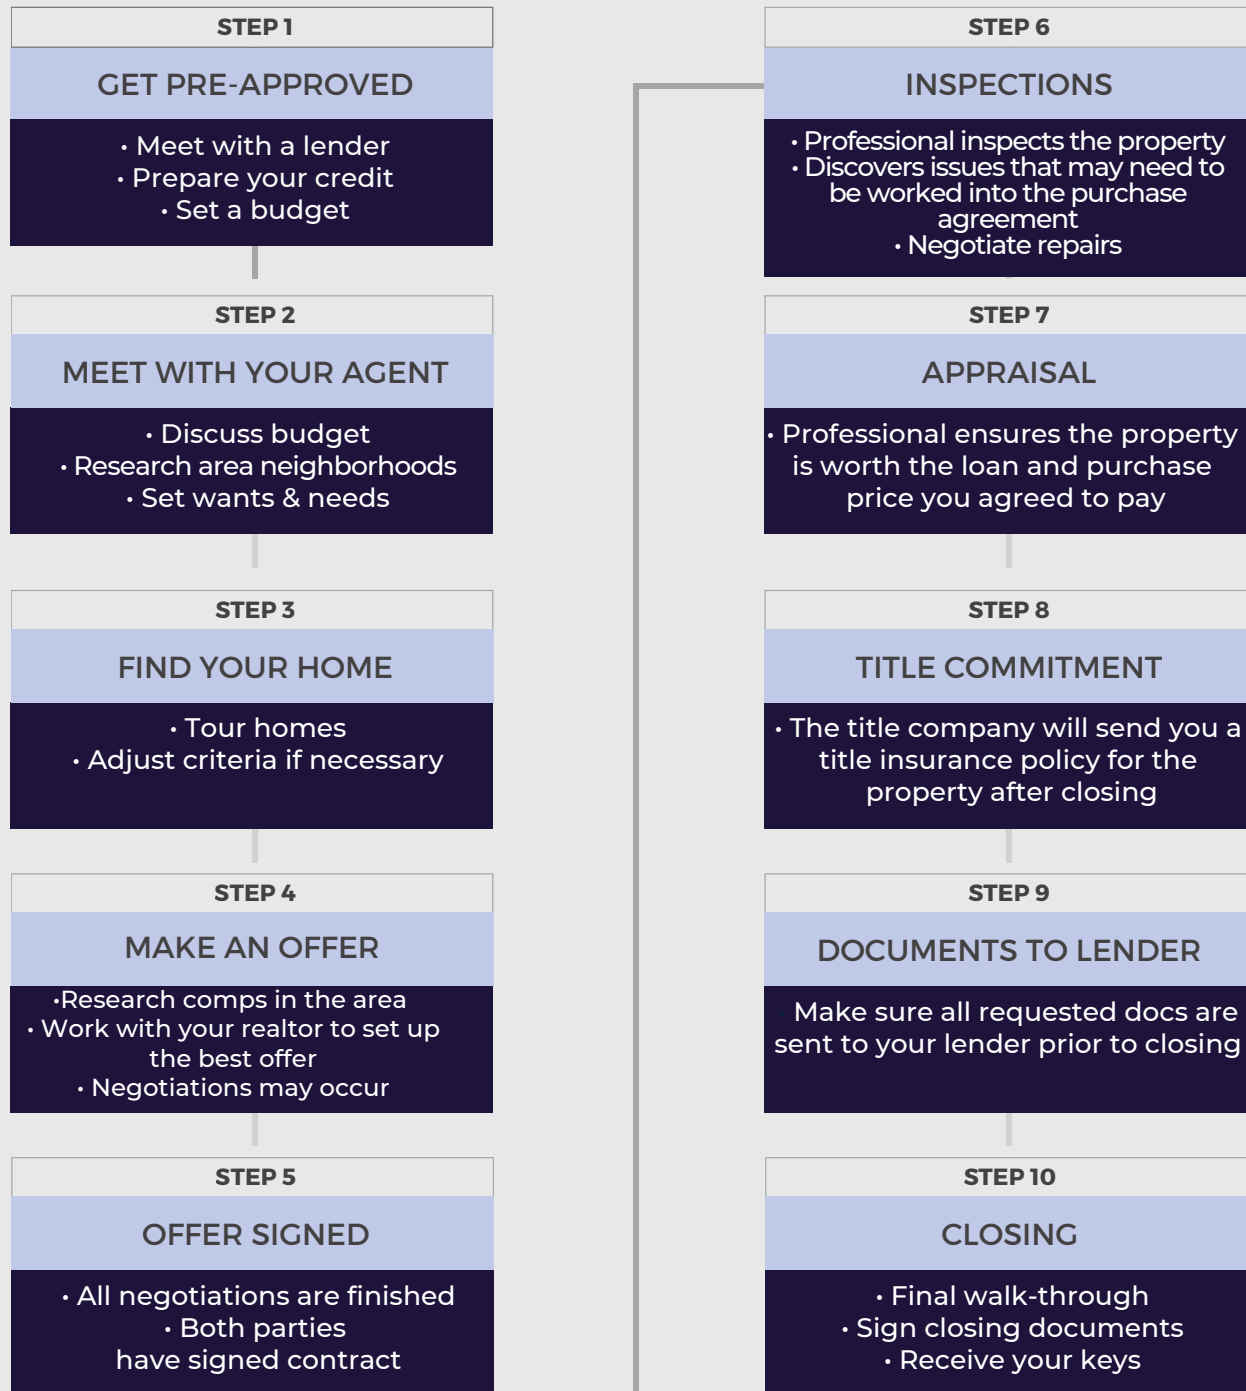 STEP 1
GET PRE-APPROVED
• Meet with a lender
• Prepare your credit
• Set a budget
STEP 2
MEET WITH YOUR AGENT
• Discuss budget
• Research area neighborhoods
• Set wants & needs
STEP 3
FIND YOUR HOME
• Tour homes
• Adjust criteria if necessary
STEP 4
MAKE AN OFFER
•Research comps in the area
• Work with your realtor to set up
the best offer
• Negotiations may occur
STEP 5
OFFER SIGNED
• All negotiations are finished
• Both parties
have signed contract
STEP 6
INSPECTIONS
• Professional inspects the property
• Discovers issues that may need to
be worked into the purchase
agreement
• Negotiate repairs
STEP 7
APPRAISAL
• Professional ensures the property
is worth the loan and purchase
price you agreed to pay
STEP 8
TITLE COMMITMENT
• The title company will send you a
title insurance policy for the
property after closing
STEP 9
DOCUMENTS TO LENDER
Make sure all requested docs are
sent to your lender prior to closing
STEP 10
CLOSING
• Final walk-through
• Sign closing documents
• Receive your keys